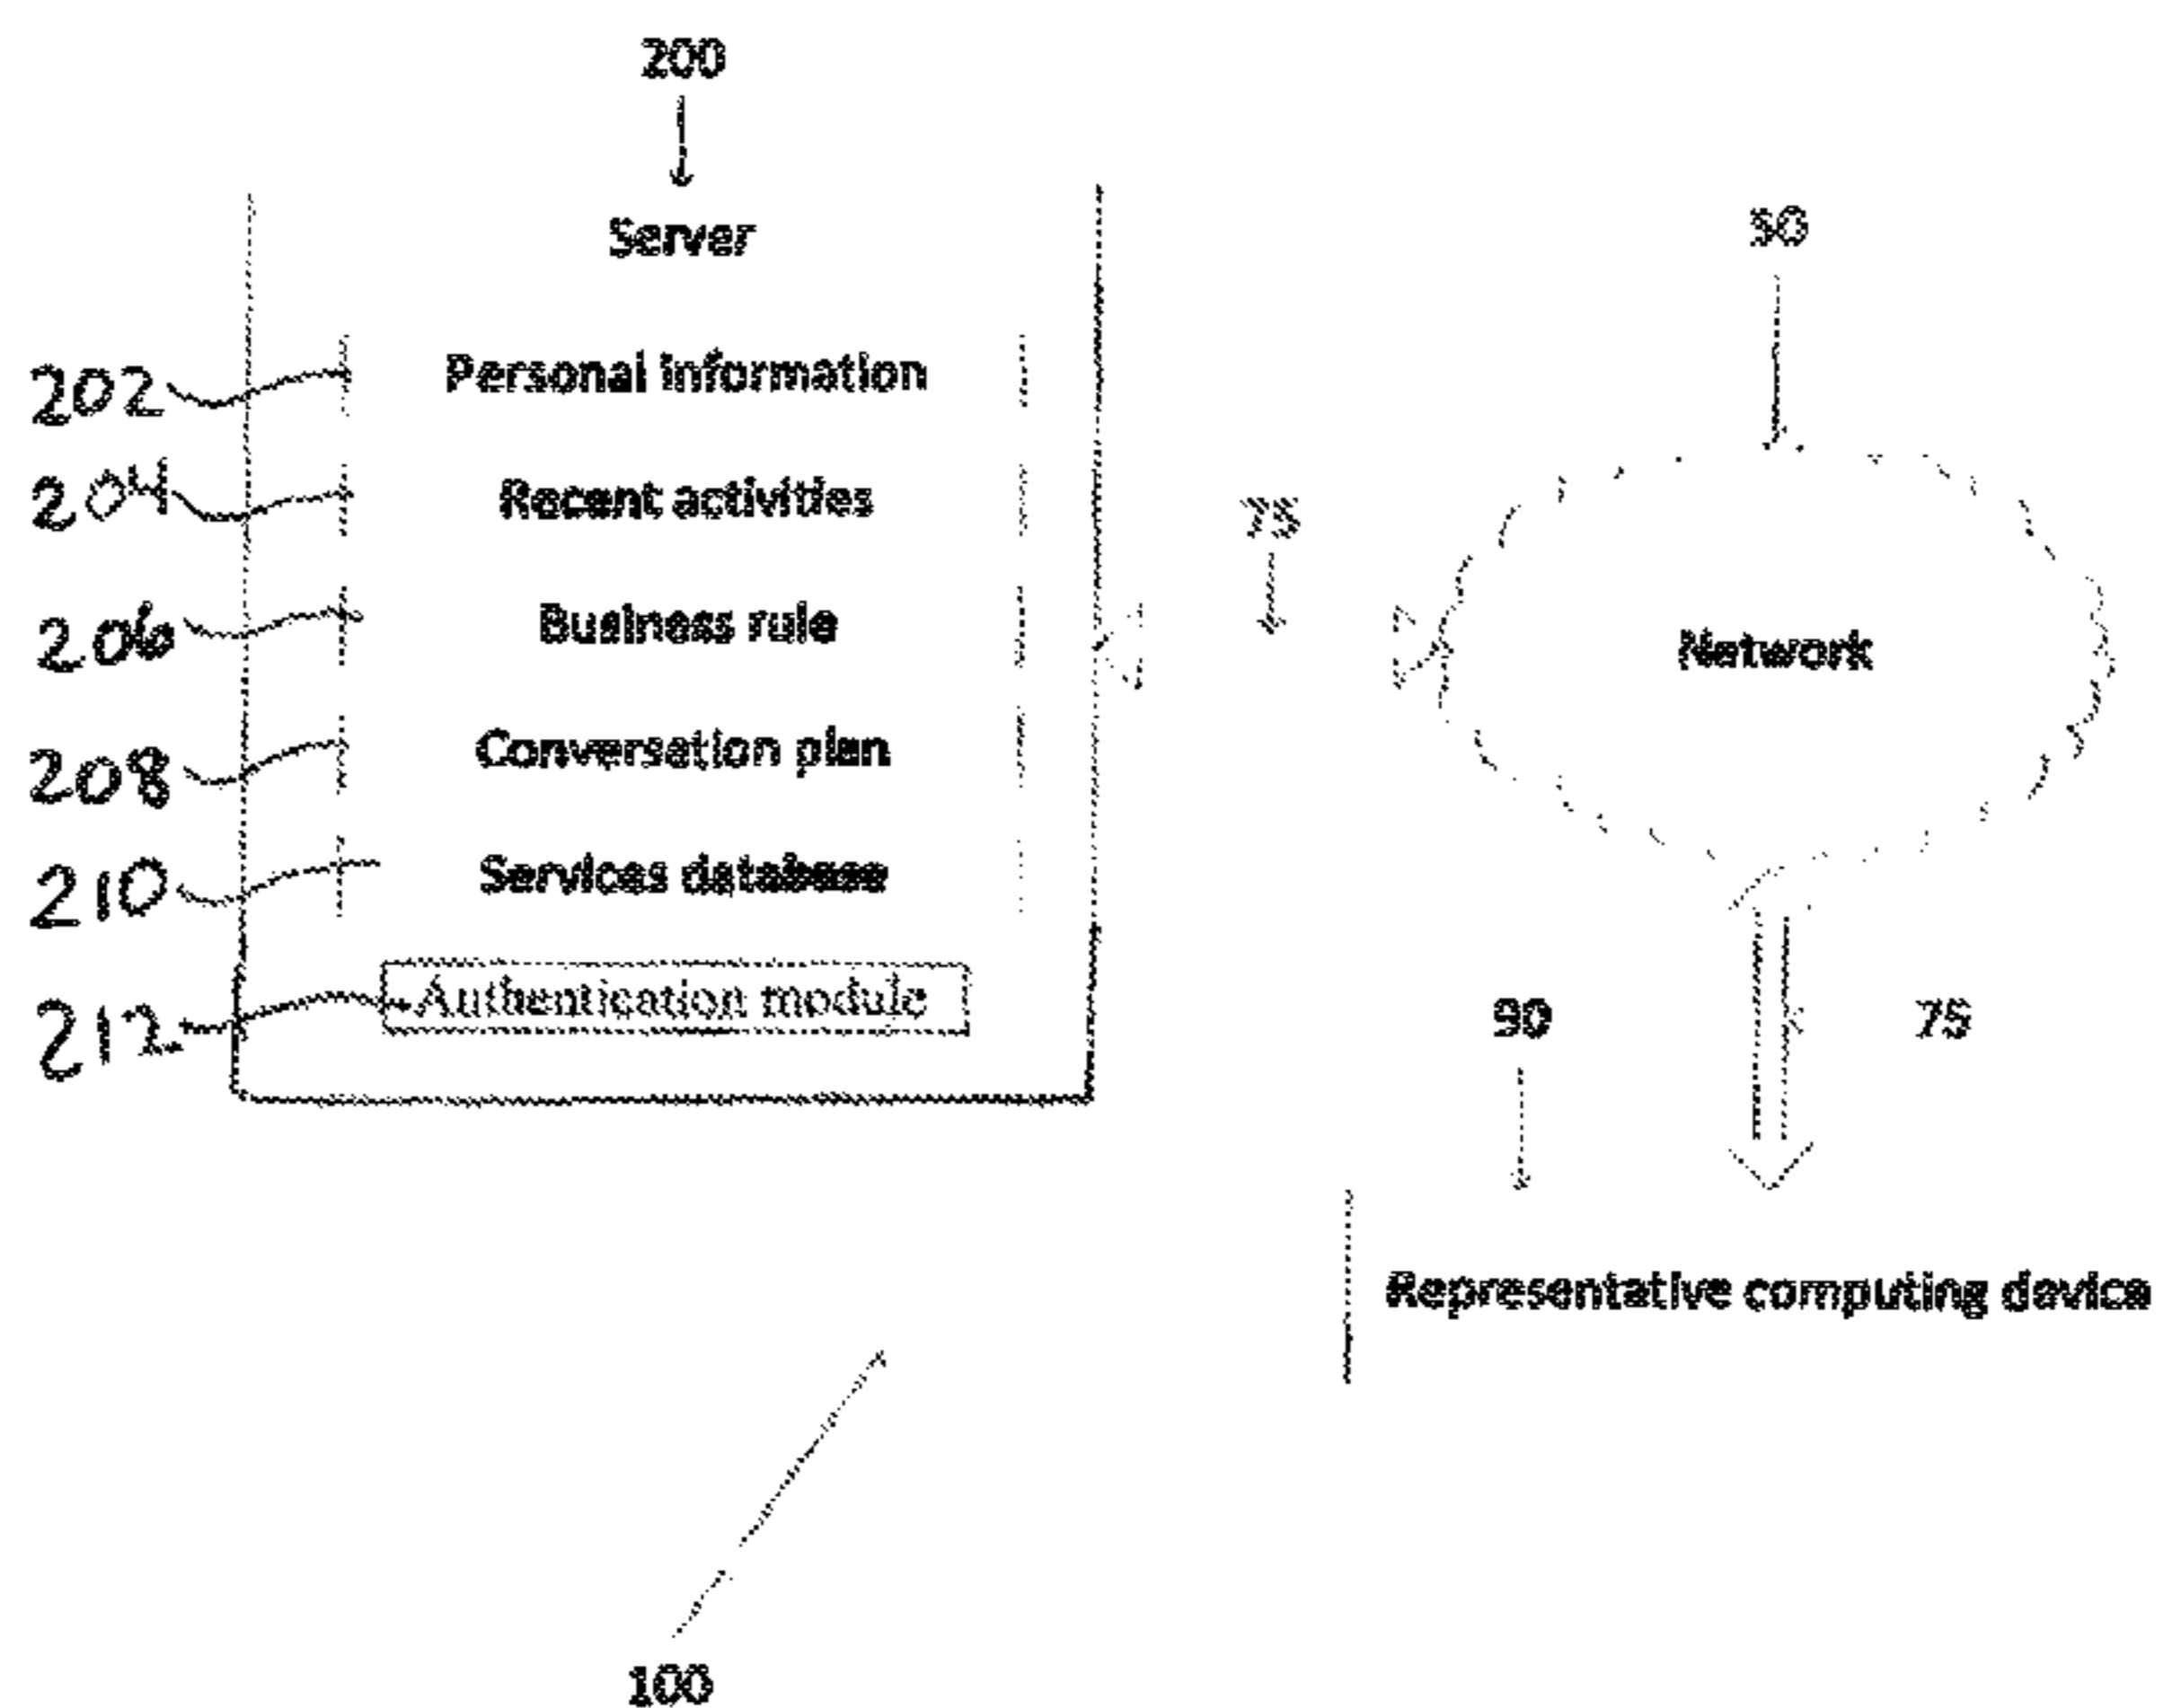 200
Server
50
202 Personal information
204 Recent activities
75
206 Business rule
Network
208 Conversation plan
210 Services database
212 Authentication module
90
75
Representative computing device
100